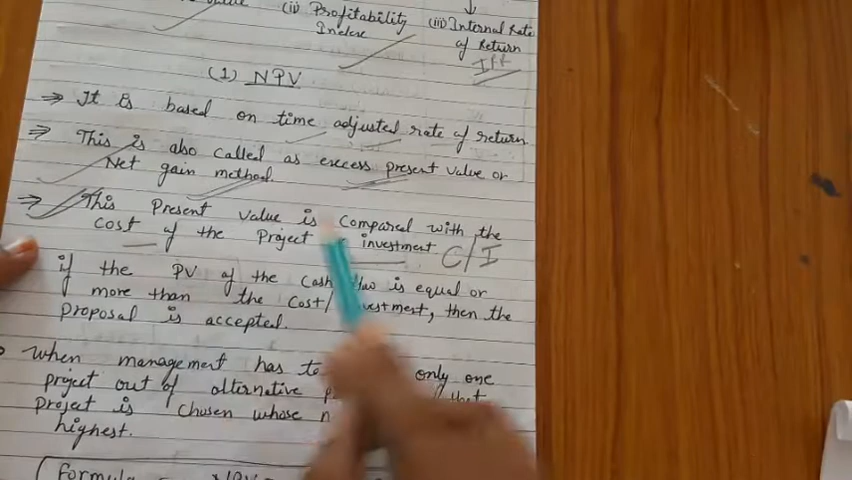 (ii) Profitability (iii) Internal Rate
Index of Return
Irr
(1) NPV
⇒ It is based on time adjusted rate of return
⇒ This is also called as excess present value or
Net gain method
⇒ This Present value is compared with the
cost of the Project investment C/I
if the PV of the cash is equal or
more than the cost/ then the
proposal is accepted.
when management has only one
project out of alternative that
project is chosen whose
highest.
Formula =